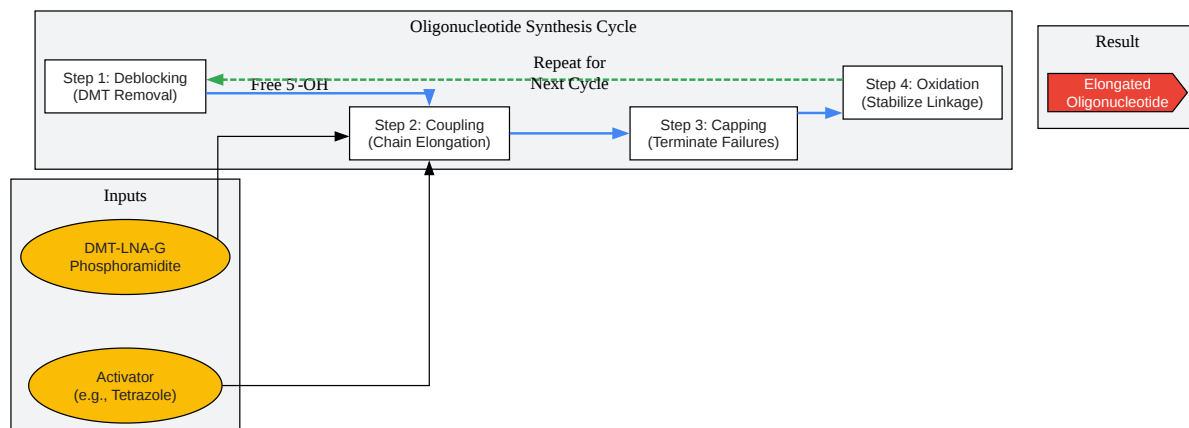 Oligonucleotide Synthesis Cycle
Step 1: Deblocking
(DMT Removal)
Free 5'-OH
Repeat for
Next Cycle
Step 2: Coupling
(Chain Elongation)
Step 3: Capping
(Terminate Failures)
Step 4: Oxidation
(Stabilize Linkage)
Result
Elongated
Oligonucleotide
Inputs
DMT-LNA-G
Phosphoramidite
Activator
(e.g., Tetrazole)